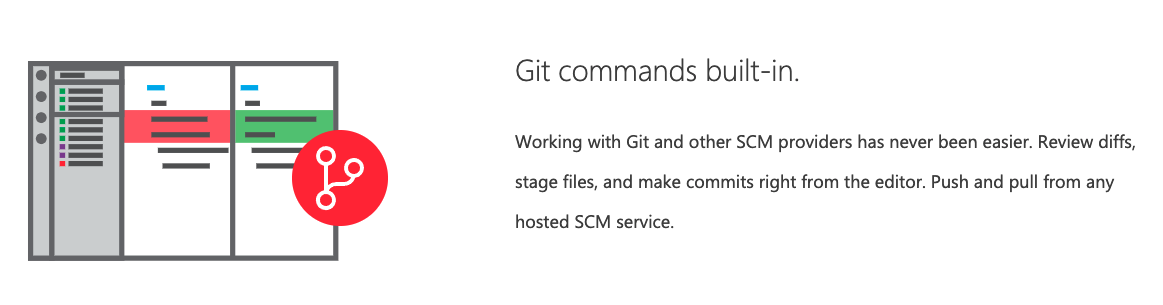 Git commands built-in.
Working with Git and other SCM providers has never been easier. Review diffs,
stage files, and make commits right from the editor. Push and pull from any
hosted SCM service.